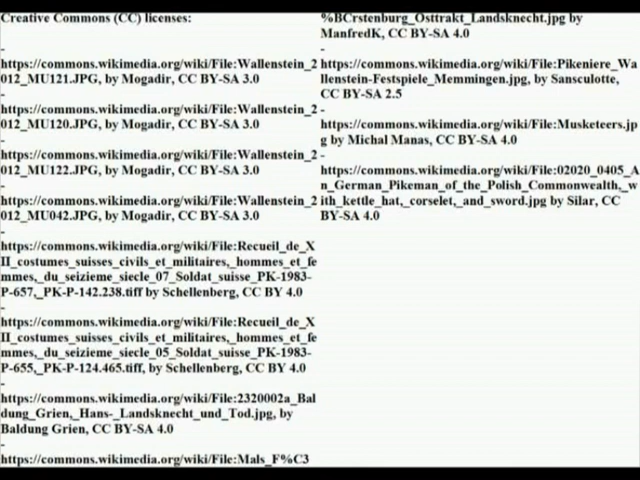 Creative Commons (CC) licenses:
-
https://commons.wikimedia.org/wiki/File:Wallenstein_2
012_MU121.JPG, by Mogadir, CC BY-SA 3.0
-
https://commons.wikimedia.org/wiki/File:Wallenstein_2
012_MU120.JPG, by Mogadir, CC BY-SA 3.0
-
https://commons.wikimedia.org/wiki/File:Wallenstein_2
012_MU122.JPG, by Mogadir, CC BY-SA 3.0
-
https://commons.wikimedia.org/wiki/File:Wallenstein_2
012_MU042.JPG, by Mogadir, CC BY-SA 3.0
-
https://commons.wikimedia.org/wiki/File:Recueil_de_X
II_costumes_suisses_civils_et_militaires,_hommes_et_fe
mmes,_du_seizieme_siecle_07_Soldat_suisse_PK-1983-
P-657,_PK-P-142.238.tiff by Schellenberg, CC BY 4.0
-
https://commons.wikimedia.org/wiki/File:Recueil_de_X
II_costumes_suisses_civils_et_militaires,_hommes_et_fe
mmes,_du_seizieme_siecle_05_Soldat_suisse_PK-1983-
P-655,_PK-P-124.465.tiff, by Schellenberg, CC BY 4.0
-
https://commons.wikimedia.org/wiki/File:2320002a_Bal
dung_Grien,_Hans-_Landsknecht_und_Tod.jpg, by
Baldung Grien, CC BY-SA 4.0
-
https://commons.wikimedia.org/wiki/File:Mals_F%C3
%BCrstenburg_Osttrakt_Landsknecht.jpg by
ManfredK, CC BY-SA 4.0
-
https://commons.wikimedia.org/wiki/File:Pikeniere_Wa
llenstein-Festspiele_Memmingen.jpg, by Sansculotte,
CC BY-SA 2.5
-
https://commons.wikimedia.org/wiki/File:Musketeers.jp
g by Michal Manas, CC BY-SA 4.0
-
https://commons.wikimedia.org/wiki/File:02020_0405_A
n_German_Pikeman_of_the_Polish_Commonwealth,_w
ith_kettle_hat,_corselet,_and_sword.jpg by Silar, CC
BY-SA 4.0